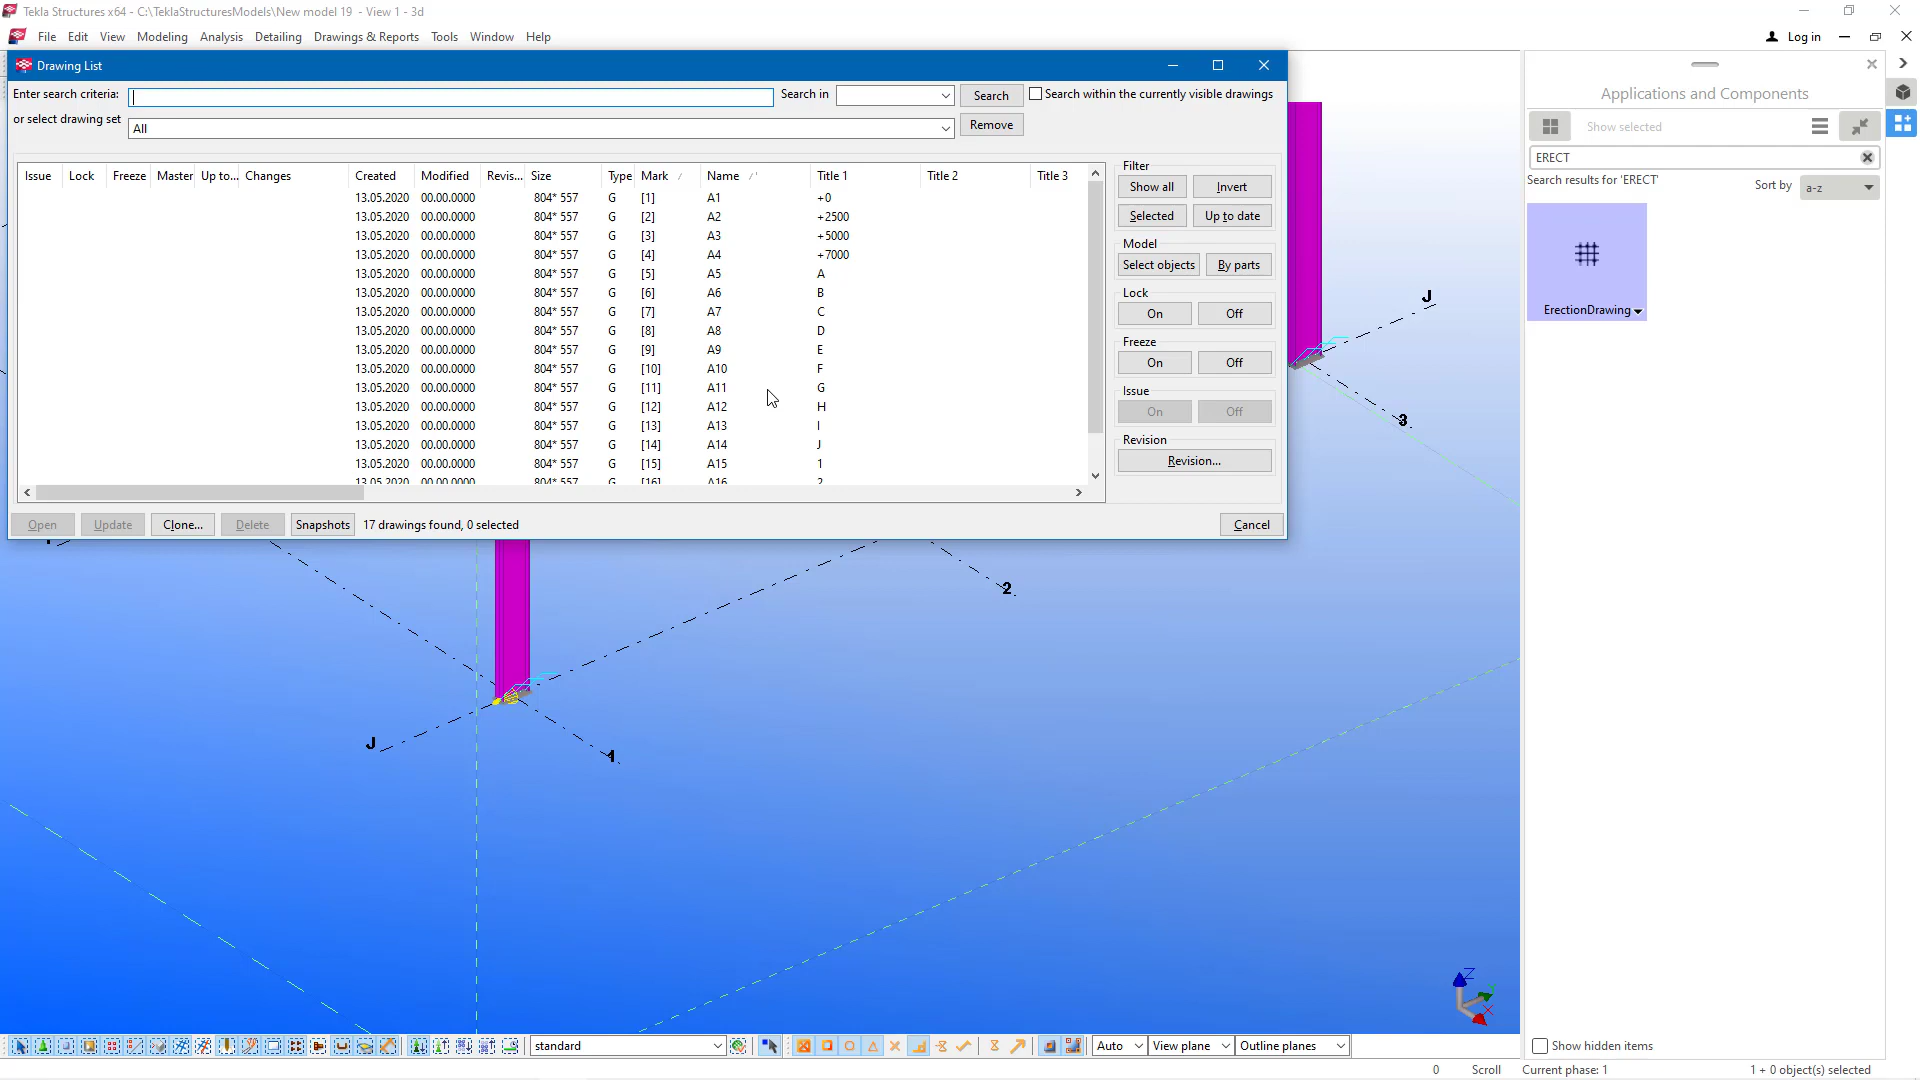 Tekla Structures x64 - C:\TeklaStructuresModels\New model 19 - View 1 - 3d
File Edit View Modeling Analysis Detailing Drawings & Reports Tools Window Help
Log in
Drawing List
Enter search criteria:
Search in
Search
Search within the currently visible drawings
or select drawing set
All
Remove
Issue Lock Freeze Master Up to... Changes Created Modified Revis... Size Type Mark Name Title 1 Title 2 Title 3
13.05.2020 00.00.0000 804* 557 G [1] A1 +0
13.05.2020 00.00.0000 804* 557 G [2] A2 +2500
13.05.2020 00.00.0000 804* 557 G [3] A3 +5000
13.05.2020 00.00.0000 804* 557 G [4] A4 +7000
13.05.2020 00.00.0000 804* 557 G [5] A5 A
13.05.2020 00.00.0000 804* 557 G [6] A6 B
13.05.2020 00.00.0000 804* 557 G [7] A7 C
13.05.2020 00.00.0000 804* 557 G [8] A8 D
13.05.2020 00.00.0000 804* 557 G [9] A9 E
13.05.2020 00.00.0000 804* 557 G [10] A10 F
13.05.2020 00.00.0000 804* 557 G [11] A11 G
13.05.2020 00.00.0000 804* 557 G [12] A12 H
13.05.2020 00.00.0000 804* 557 G [13] A13 I
13.05.2020 00.00.0000 804* 557 G [14] A14 J
13.05.2020 00.00.0000 804* 557 G [15] A15 1
13.05.2020 00.00.0000 804* 557 G [16] A16 2
Filter
Show all Invert
Selected Up to date
Model
Select objects By parts
Lock
On Off
Freeze
On Off
Issue
On Off
Revision
Revision...
Open Update Clone... Delete Snapshots 17 drawings found, 0 selected
Cancel
Applications and Components
Show selected
ERECT
Search results for 'ERECT'
Sort by a-z
ErectionDrawing
J
3
2
J
1
Z
Y
X
standard
Auto View plane Outline planes
Show hidden items
0 Scroll Current phase: 1 1 + 0 object(s) selected